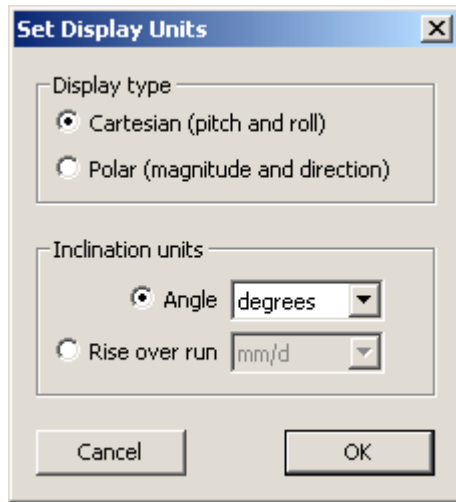 Set Display Units
Display type
Cartesian (pitch and roll)
Polar (magnitude and direction)
Inclination units
Angle degrees
Rise over run mm/d
Cancel OK